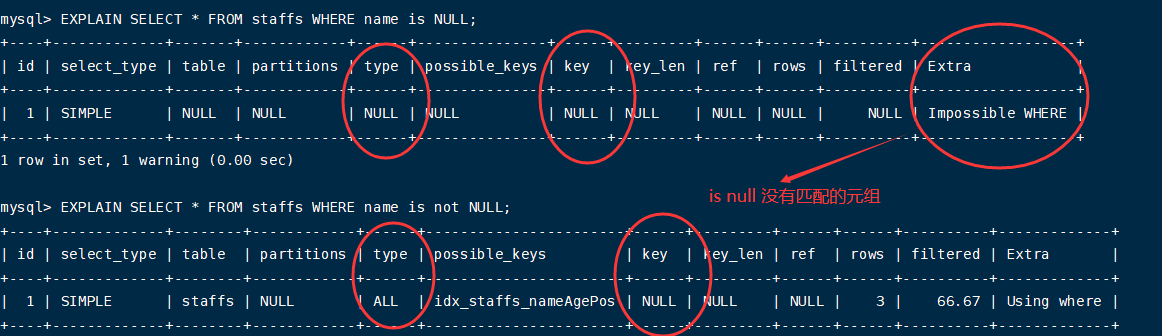 mysql> EXPLAIN SELECT * FROM staffs WHERE name is NULL;
+----+-------------+-------+------------+------+---------------+------+---------+------+------+----------+------------------+
| id | select_type | table | partitions | type | possible_keys | key | key_len | ref | rows | filtered | Extra |
+----+-------------+-------+------------+------+---------------+------+---------+------+------+----------+------------------+
| 1 | SIMPLE | NULL | NULL | NULL | NULL | NULL | NULL | NULL | NULL | NULL | Impossible WHERE |
+----+-------------+-------+------------+------+---------------+------+---------+------+------+----------+------------------+
1 row in set, 1 warning (0.00 sec)
is null 没有匹配的元组
mysql> EXPLAIN SELECT * FROM staffs WHERE name is not NULL;
+----+-------------+--------+------------+------+-----------------------+------+---------+------+------+----------+-------------+
| id | select_type | table | partitions | type | possible_keys | key | key_len | ref | rows | filtered | Extra |
+----+-------------+--------+------------+------+-----------------------+------+---------+------+------+----------+-------------+
| 1 | SIMPLE | staffs | NULL | ALL | idx_staffs_nameAgePos | NULL | NULL | NULL | 3 | 66.67 | Using where |
+----+-------------+--------+------------+------+-----------------------+------+---------+------+------+----------+-------------+